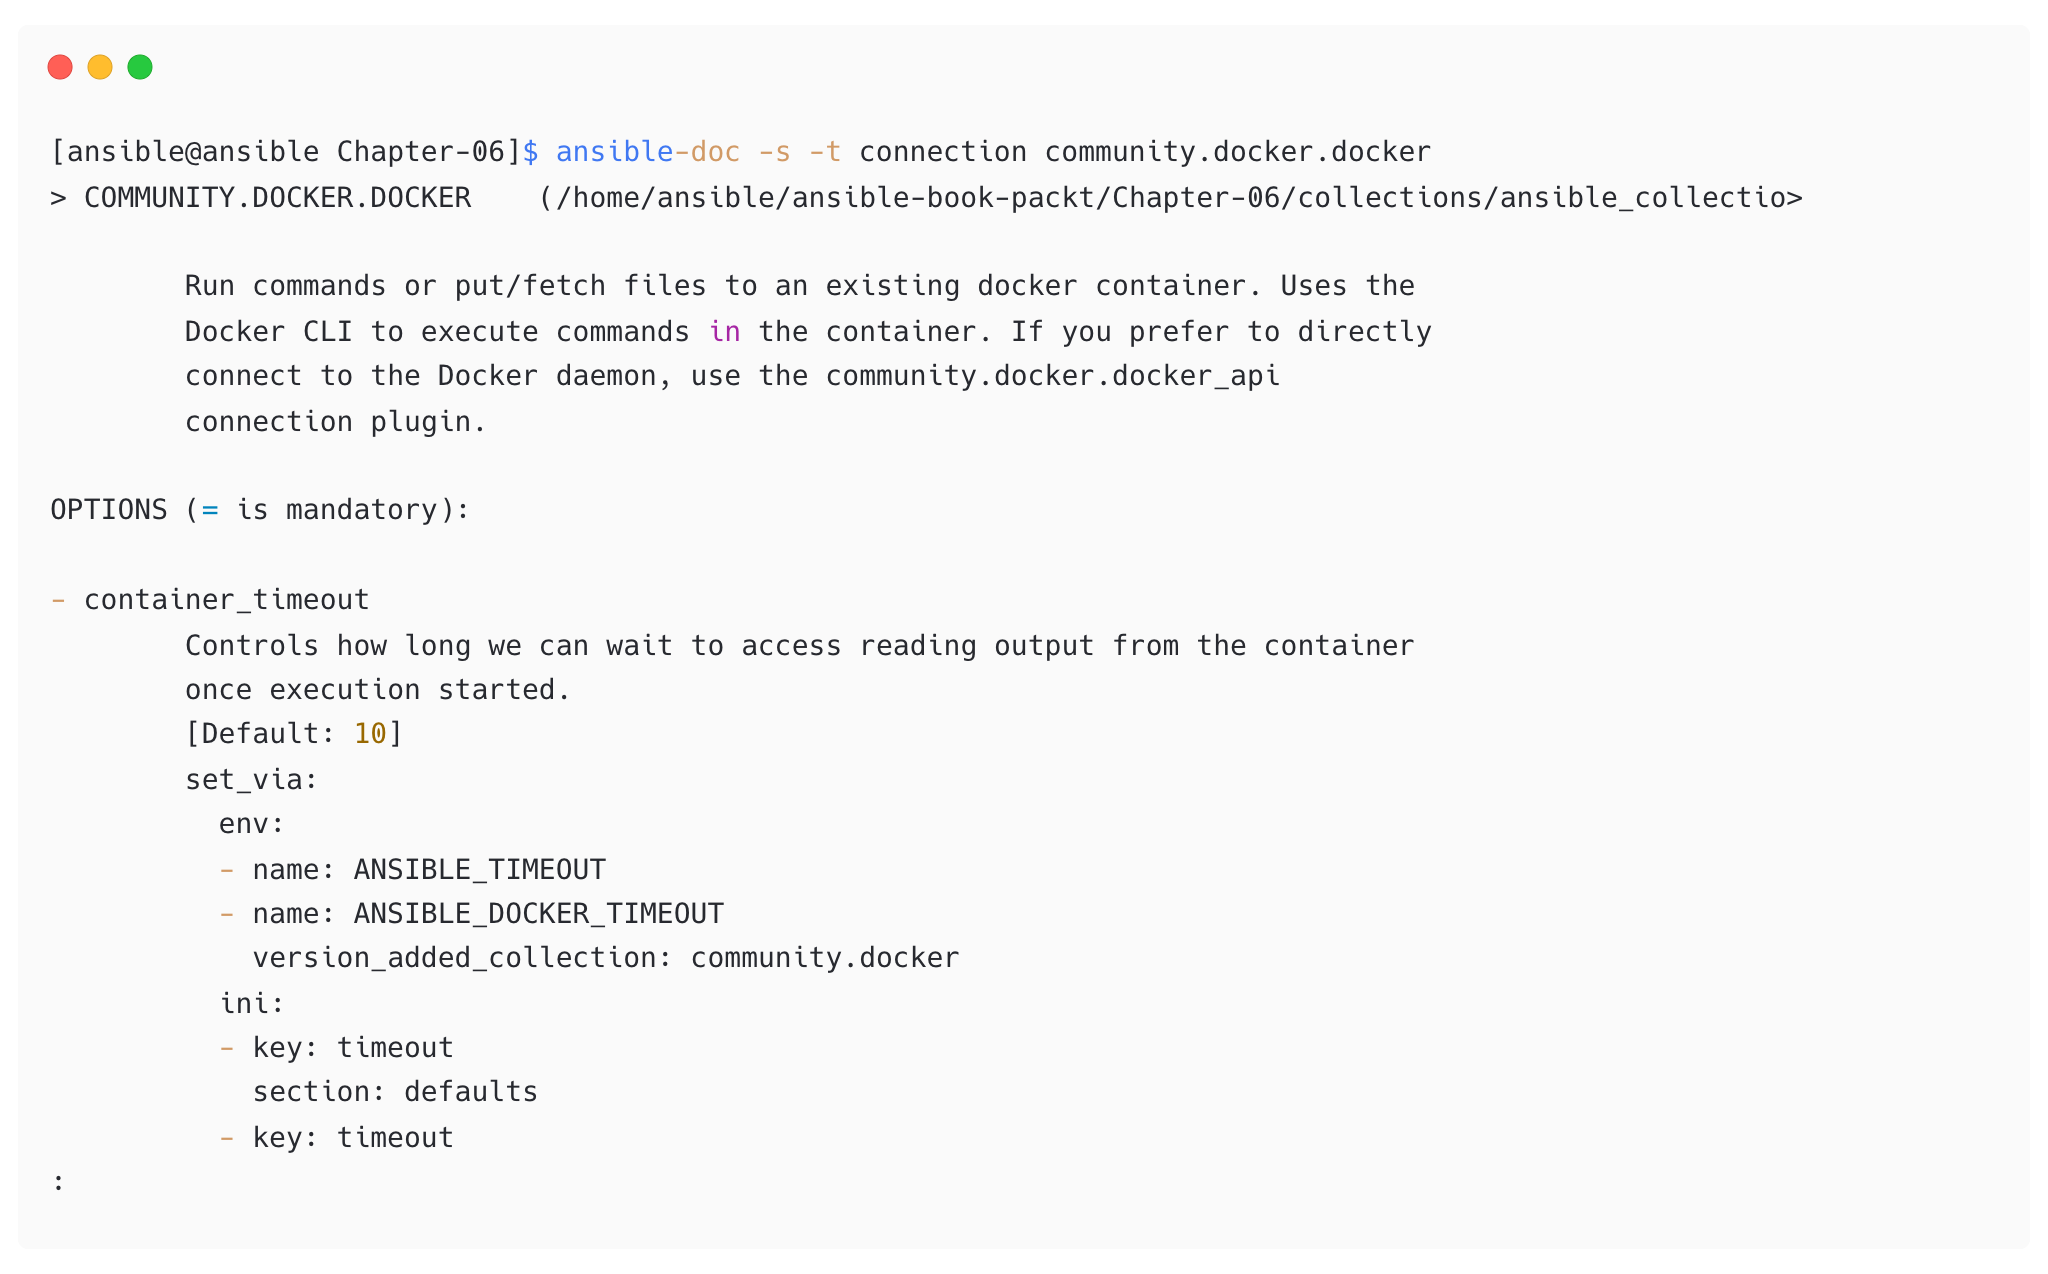 [ansible@ansible Chapter-06]$ ansible-doc -s -t connection community.docker.docker
> COMMUNITY.DOCKER.DOCKER    (/home/ansible/ansible-book-packt/Chapter-06/collections/ansible_collectio>
Run commands or put/fetch files to an existing docker container. Uses the
Docker CLI to execute commands in the container. If you prefer to directly
connect to the Docker daemon, use the community.docker.docker_api
connection plugin.
OPTIONS (= is mandatory):
- container_timeout
Controls how long we can wait to access reading output from the container
once execution started.
[Default: 10]
set_via:
env:
- name: ANSIBLE_TIMEOUT
- name: ANSIBLE_DOCKER_TIMEOUT
version_added_collection: community.docker
ini:
- key: timeout
section: defaults
- key: timeout
: